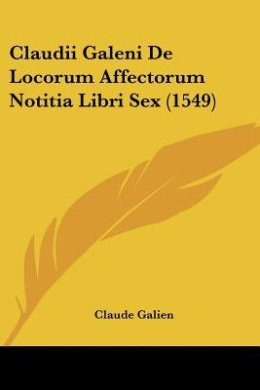 Claudii Galeni De
Locorum Affectorum
Notitia Libri Sex (1549)
Claude Galien